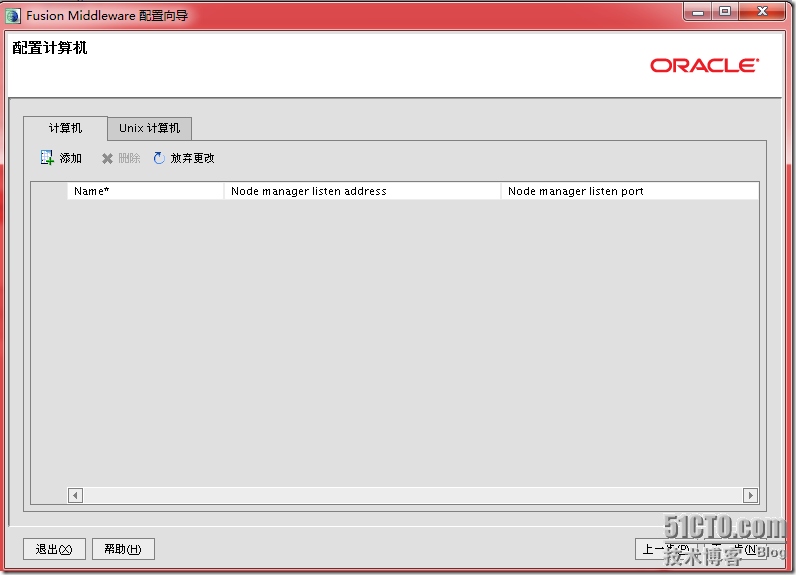 Fusion Middleware 配置向导
配置计算机
ORACLE
计算机 Unix 计算机
添加 删除 放弃更改
Name* Node manager listen address Node manager listen port
退出(X) 帮助(H) 上一步(P) 步(N)
51CTO.com
技术博客 Blog